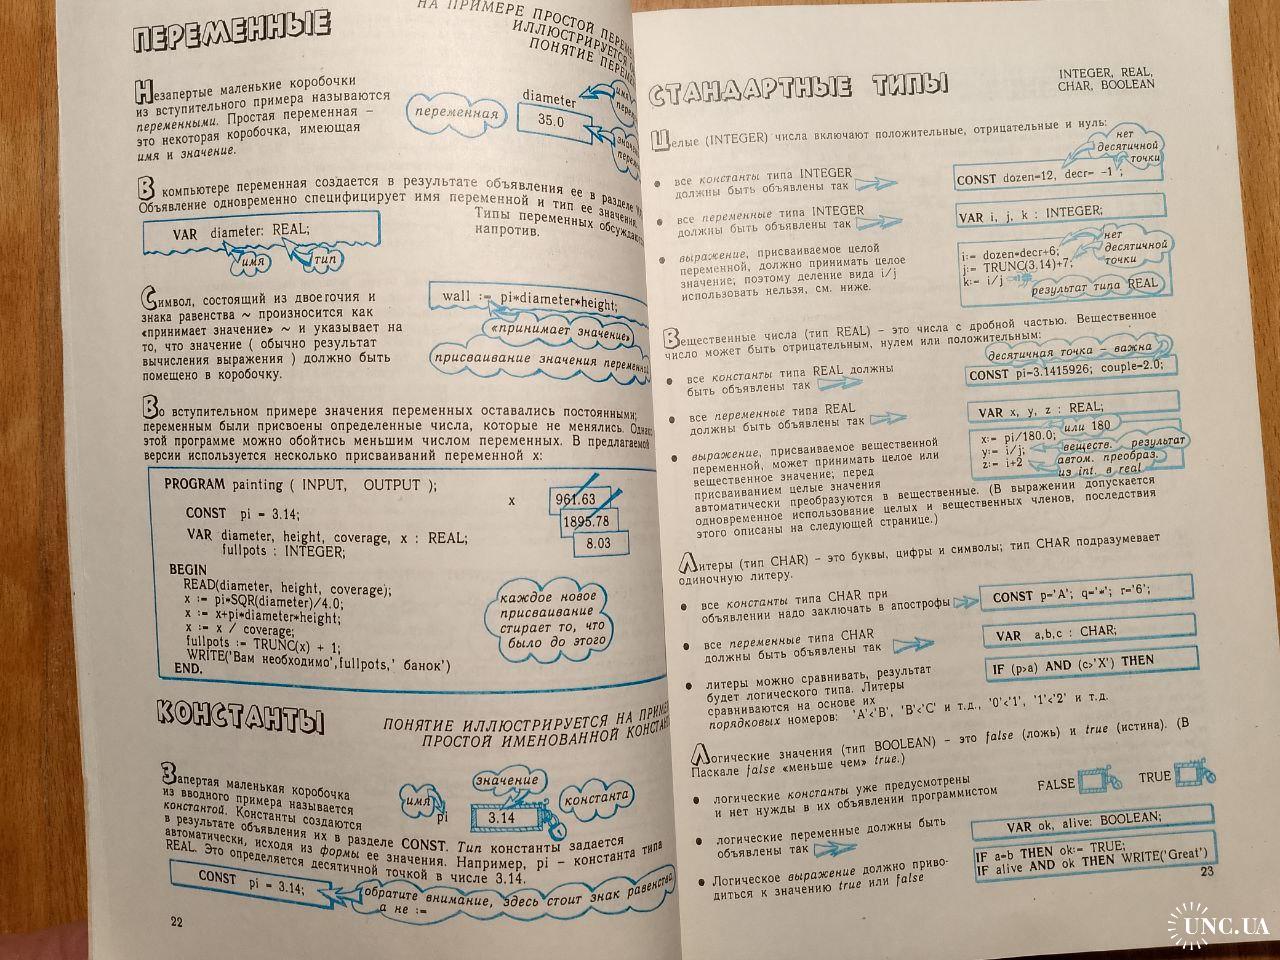 ПЕРЕМЕННЫЕ
НА ПРИМЕРЕ ПРОСТОЙ
ИЛЛЮСТРИРУЕТСЯ
ПОНЯТИЕ
Незапертые маленькие коробочки
из вступительного примера называются
переменными. Простая переменная –
это некоторая коробочка, имеющая
имя и значение.
переменная
diameter
35.0
имя
В компьютере переменная создается в результате объявления ее в разделе
Объявление одновременно специфицирует имя переменной и тип ее значения.
VAR diameter: REAL;
имя
тип
Типы переменных обсуждаются
напротив.
Символ, состоящий из двоегочия и
знака равенства ~ произносится как
«принимает значение» ~ и указывает на
то, что значение ( обычно результат
вычисления выражения ) должно быть
помещено в коробочку.
wall := pi*diameter*height;
«принимает значение»
присваивание значения переменной
Во вступительном примере значения переменных оставались постоянными;
переменным были присвоены определенные числа, которые не менялись. Однако
этой программе можно обойтись меньшим числом переменных. В предлагаемой
версии используется несколько присваиваний переменной x:
PROGRAM painting ( INPUT, OUTPUT );
CONST pi = 3.14;
VAR diameter, height, coverage, x : REAL;
fullpots : INTEGER;
BEGIN
READ(diameter, height, coverage);
x := pi*SQR(diameter)/4.0;
x := x+pi*diameter*height;
x := x / coverage;
fullpots := TRUNC(x) + 1;
WRITE('Вам необходимо',fullpots,' банок')
END.
x
961.63
1895.78
8.03
каждое новое
присваивание
стирает то, что
было до этого
КОНСТАНТЫ
ПОНЯТИЕ ИЛЛЮСТРИРУЕТСЯ НА
ПРОСТОЙ ИМЕНОВАННОЙ
Запертая маленькая коробочка
из вводного примера называется
константой. Константы создаются
в результате объявления их в разделе CONST. Тип константы задается
автоматически, исходя из формы ее значения. Например, pi – константа типа
REAL. Это определяется десятичной точкой в числе 3.14.
имя
pi
значение
3.14
константа
CONST pi = 3.14;
обратите внимание, здесь стоит знак равенства,
а не :=
22
СТАНДАРТНЫЕ ТИПЫ
INTEGER, REAL,
CHAR, BOOLEAN
Целые (INTEGER) числа включают положительные, отрицательные и нуль:
нет
десятичной
точки
• все константы типа INTEGER
должны быть объявлены так
CONST dozen=12, decr= -1 ;
• все переменные типа INTEGER
должны быть объявлены так
VAR i, j, k : INTEGER;
• выражение, присваиваемое целой
переменной, должно принимать целое
значение; поэтому деление вида i/j
использовать нельзя, см. ниже.
i:= dozen*decr+6;
j:= TRUNC(3.14)+7;
k:= i/j
нет
десятичной
точки
результат типа REAL
Вещественные числа (тип REAL) – это числа с дробной частью. Вещественное
число может быть отрицательным, нулем или положительным:
десятичная точка – важна
• все константы типа REAL должны
быть объявлены так
CONST pi=3.1415926; couple=2.0;
• все переменные типа REAL
должны быть объявлены так
VAR x, y, z : REAL;
• выражение, присваиваемое вещественной
переменной, может принимать целое или
вещественное значение; перед
присваиванием целые значения
автоматически преобразуются в вещественные. (В выражении допускается
одновременное использование целых и вещественных членов, последствия
этого описаны на следующей странице.)
x:= pi/180.0;
y:= i/j;
z:= i+2
или 180
веществ. результат
автом. преобраз.
из int. в real
Литеры (тип CHAR) – это буквы, цифры и символы; тип CHAR подразумевает
одиночную литеру.
• все константы типа CHAR при
объявлении надо заключать в апострофы
CONST p='A'; q='*'; r='6';
• все переменные типа CHAR
должны быть объявлены так
VAR a,b,c : CHAR;
• литеры можно сравнивать, результат
будет логического типа. Литеры
сравниваются на основе их
порядковых номеров: 'A'<'B', 'B'<'C' и т.д., '0'<'1', '1'<'2' и т.д.
IF (p>a) AND (c>'X') THEN
Логические значения (тип BOOLEAN) – это false (ложь) и true (истина). (В
Паскале false «меньше чем» true.)
• логические константы уже предусмотрены
и нет нужды в их объявлении программистом
FALSE
TRUE
• логические переменные должны быть
объявлены так
VAR ok, alive: BOOLEAN;
• Логическое выражение должно приво-
диться к значению true или false
IF a=b THEN ok:= TRUE;
IF alive AND ok THEN WRITE('Great')
23
UNC.UA